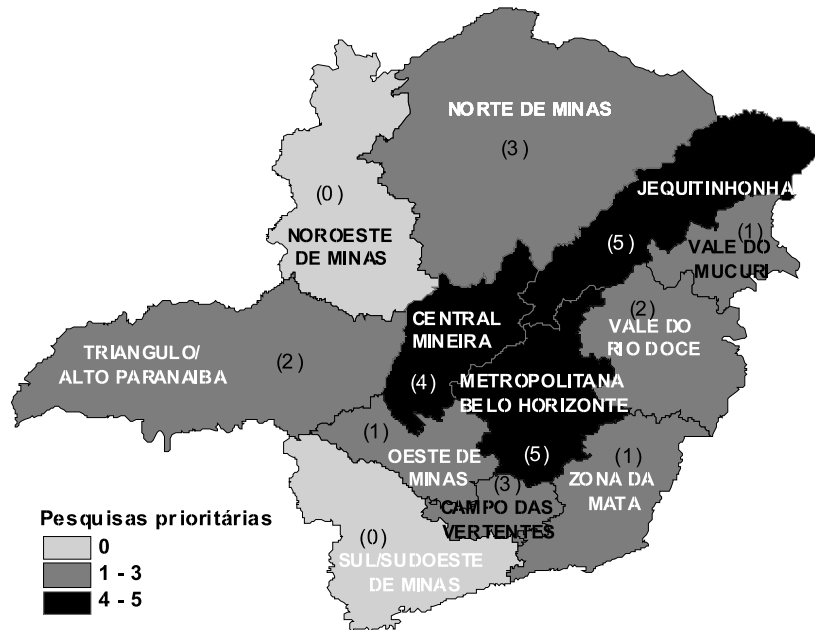 NORTE DE MINAS
(3)
JEQUITINHONHA
(5)
(0)
NOROESTE
DE MINAS
(1)
VALE DO
MUCURI
CENTRAL
MINEIRA
(4)
(2)
VALE DO
RIO DOCE
TRIANGULO/
ALTO PARANAIBA
(2)
METROPOLITANA
BELO HORIZONTE
(5)
(1)
OESTE DE
MINAS
(1)
ZONA DA
MATA
(3)
CAMPO DAS
VERTENTES
(0)
SUL/SUDOESTE
DE MINAS
Pesquisas prioritárias
0
1 - 3
4 - 5